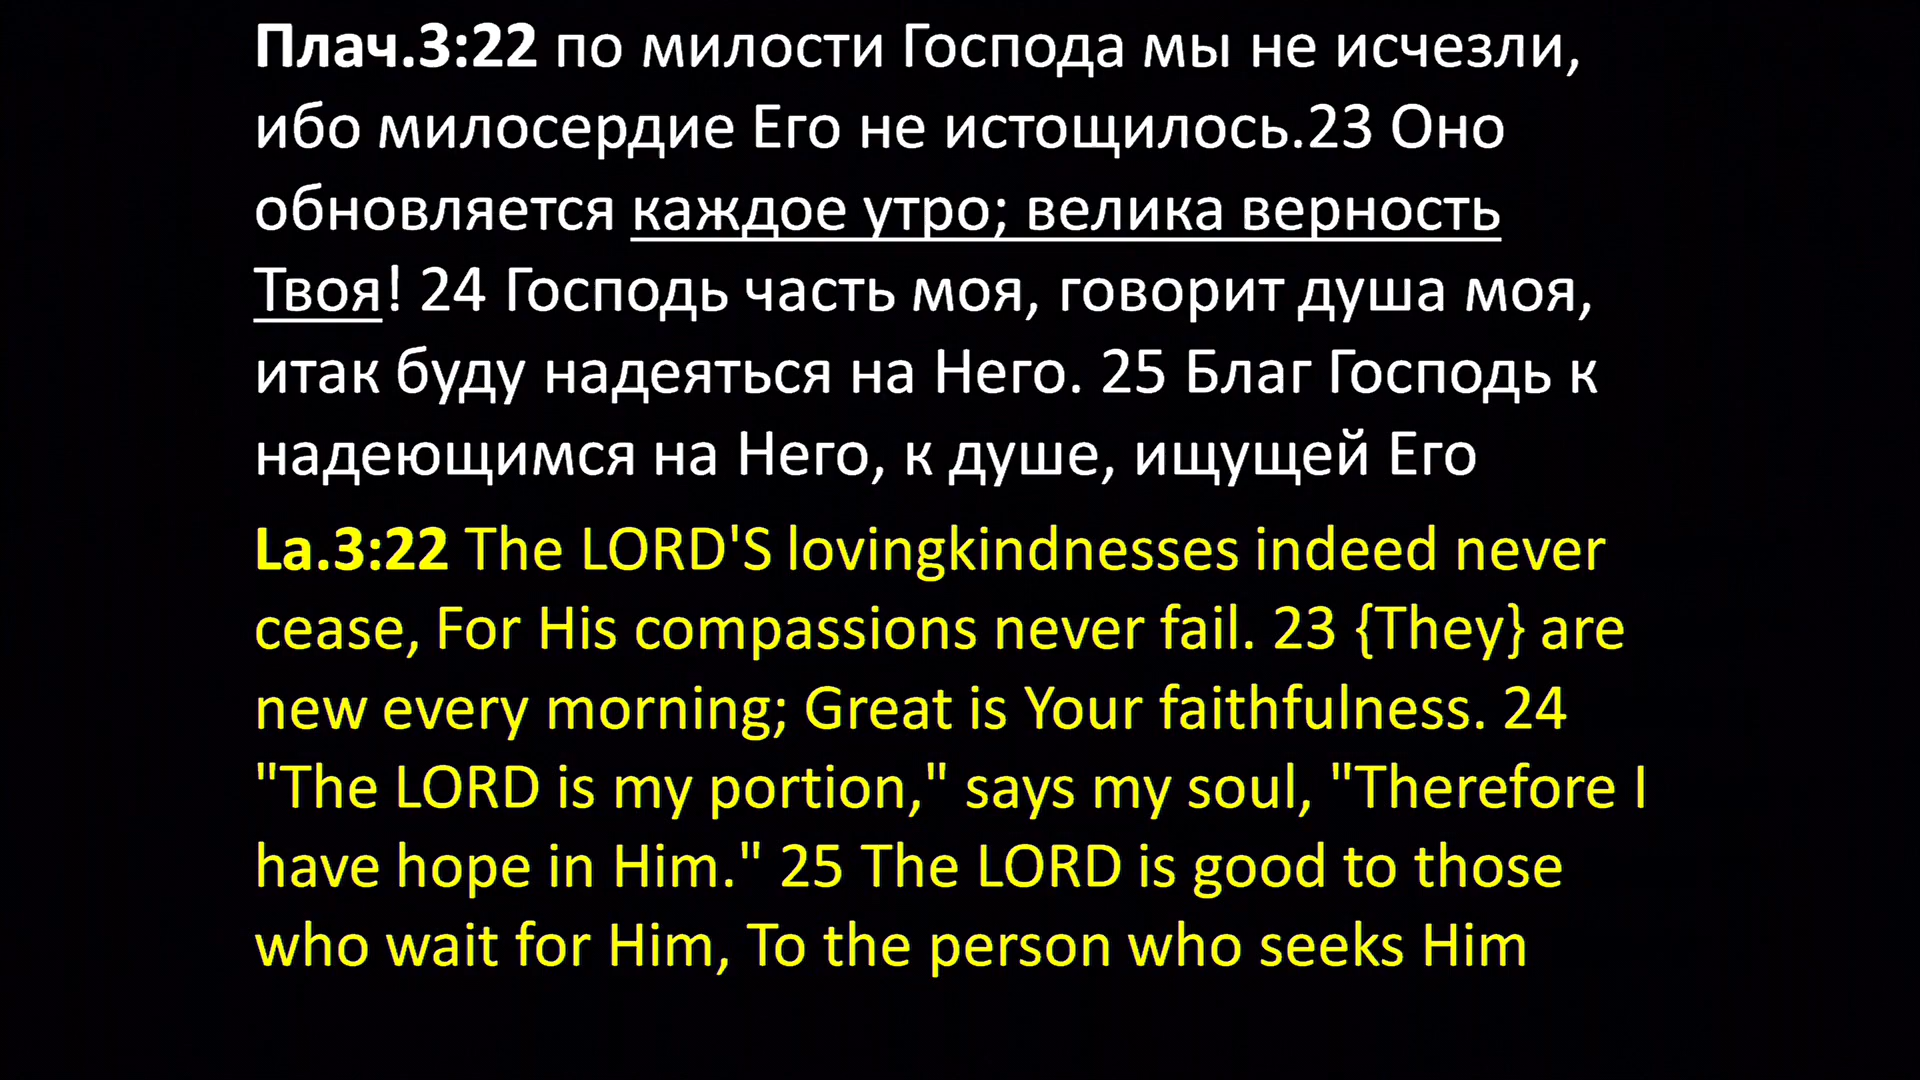 Плач.3:22 по милости Господа мы не исчезли,
ибо милосердие Его не истощилось.23 Оно
обновляется каждое утро; велика верность
Твоя! 24 Господь часть моя, говорит душа моя,
итак буду надеяться на Него. 25 Благ Господь к
надеющимся на Него, к душе, ищущей Его
La.3:22 The LORD'S lovingkindnesses indeed never
cease, For His compassions never fail. 23 {They} are
new every morning; Great is Your faithfulness. 24
"The LORD is my portion," says my soul, "Therefore I
have hope in Him." 25 The LORD is good to those
who wait for Him, To the person who seeks Him